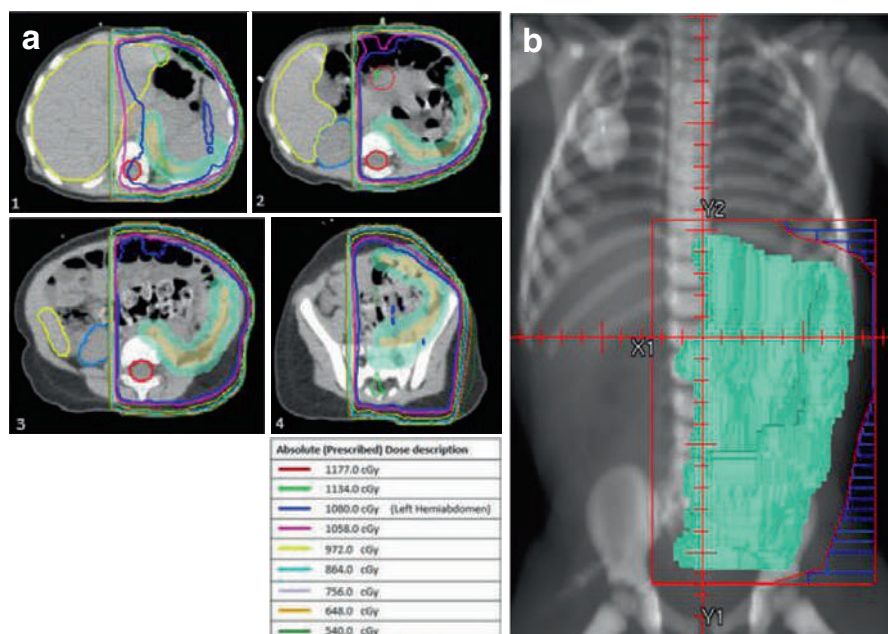 a
b
1
2
3
4
Absolute (Prescribed) Dose description
1177.0 cGy
1134.0 cGy
1080.0 cGy (Left Hemiabdomen)
1058.0 cGy
972.0 cGy
864.0 cGy
756.0 cGy
648.0 cGy
540.0 cGy
Y2
X1
Y1